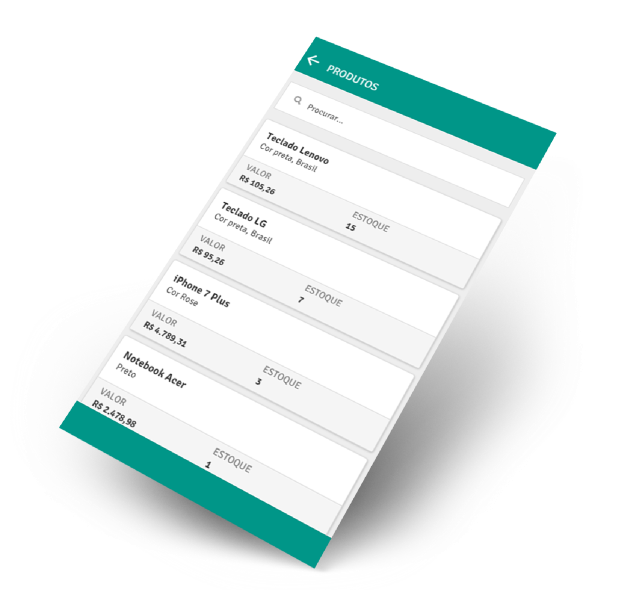 PRODUTOS
Procurar...
Teclado Lenovo
Cor preta, Brasil
VALOR ESTOQUE
R$ 105,26 15
Teclado LG
Cor preta, Brasil
VALOR ESTOQUE
R$ 95,26 7
iPhone 7 Plus
Cor Rose
VALOR ESTOQUE
R$ 4.789,31 3
Notebook Acer
Preto
VALOR ESTOQUE
R$ 2.478,98 1